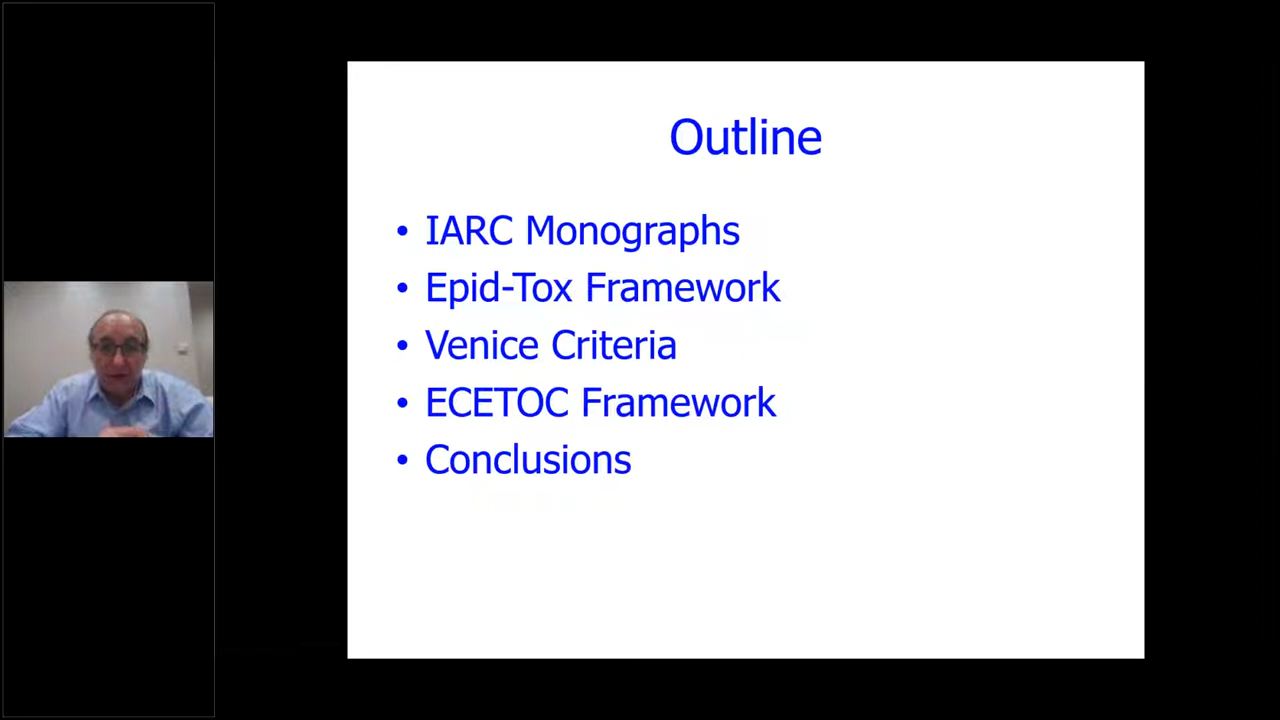 Outline
• IARC Monographs
• Epid-Tox Framework
• Venice Criteria
• ECETOC Framework
• Conclusions